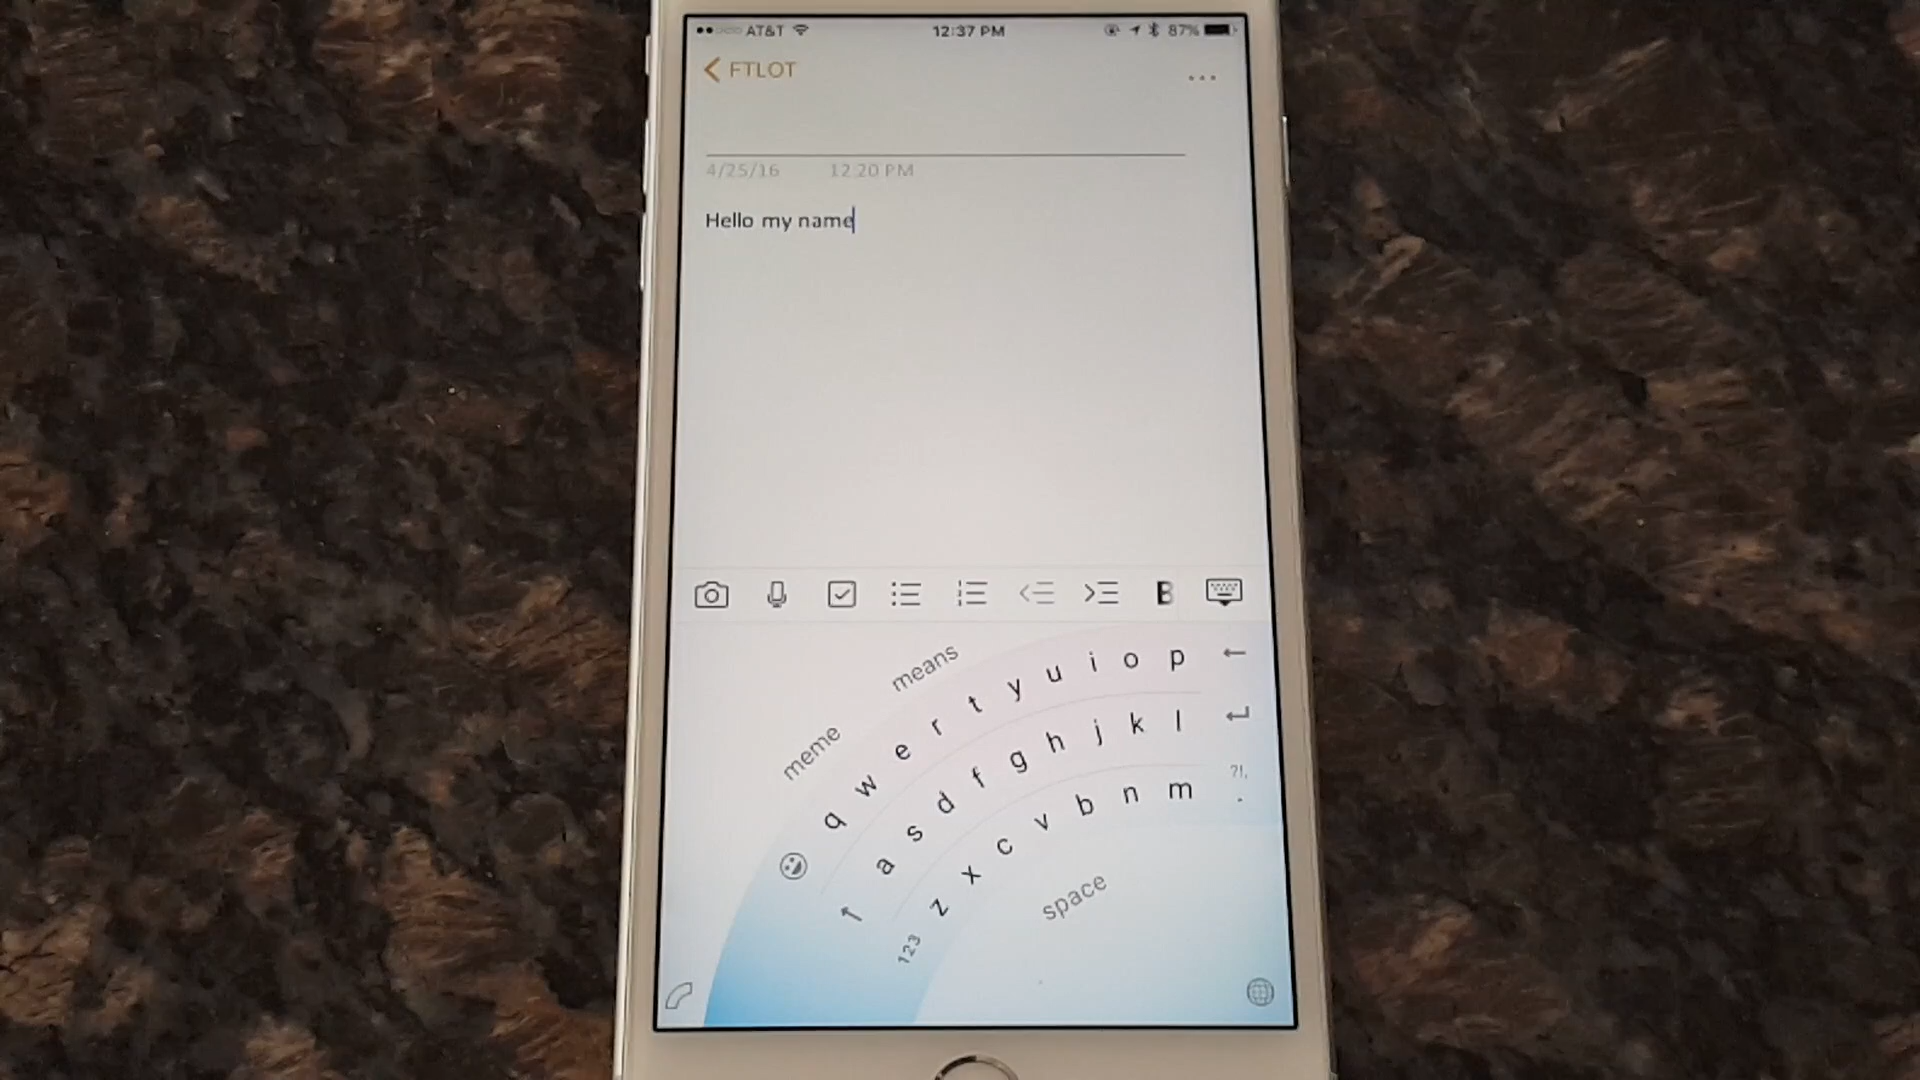 AT&T 12:37 PM 87%
FTLOT
4/25/16 12:20 PM
Hello my name
B
meme means
q w e r t y u i o p
a s d f g h j k l
123 z x c v b n m ?!, .
space